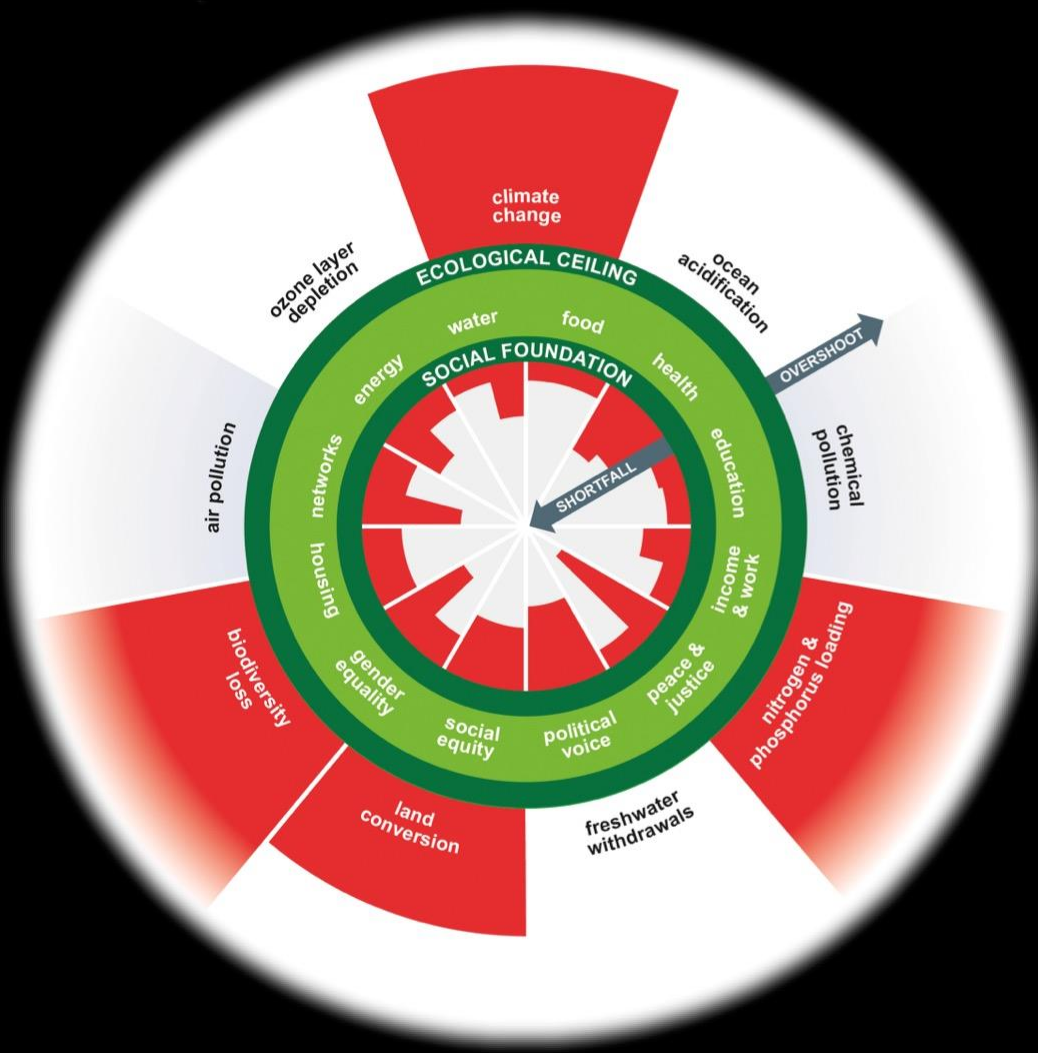 climate
change
ozone layer
depletion
ocean
acidification
ECOLOGICAL CEILING
OVERSHOOT
water
food
SOCIAL FOUNDATION
energy
health
networks
education
SHORTFALL
air pollution
chemical
pollution
housing
income
& work
gender
equality
peace &
justice
social
equity
political
voice
biodiversity
loss
nitrogen &
phosphorus loading
land
conversion
freshwater
withdrawals